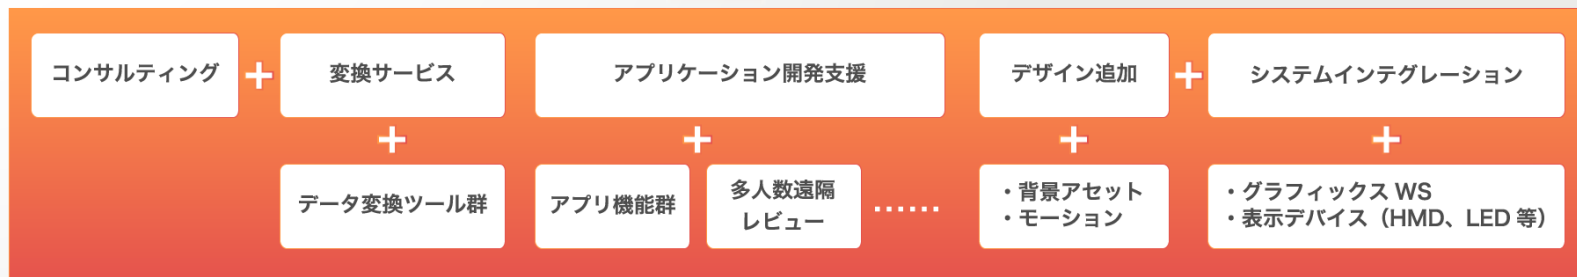 コンサルティング
+
変換サービス
アプリケーション開発支援
デザイン追加
+
システムインテグレーション
+
+
+
+
データ変換ツール群
アプリ機能群
多人数遠隔
レビュー
……
・背景アセット
・モーション
・グラフィックス WS
・表示デバイス（HMD、LED 等）